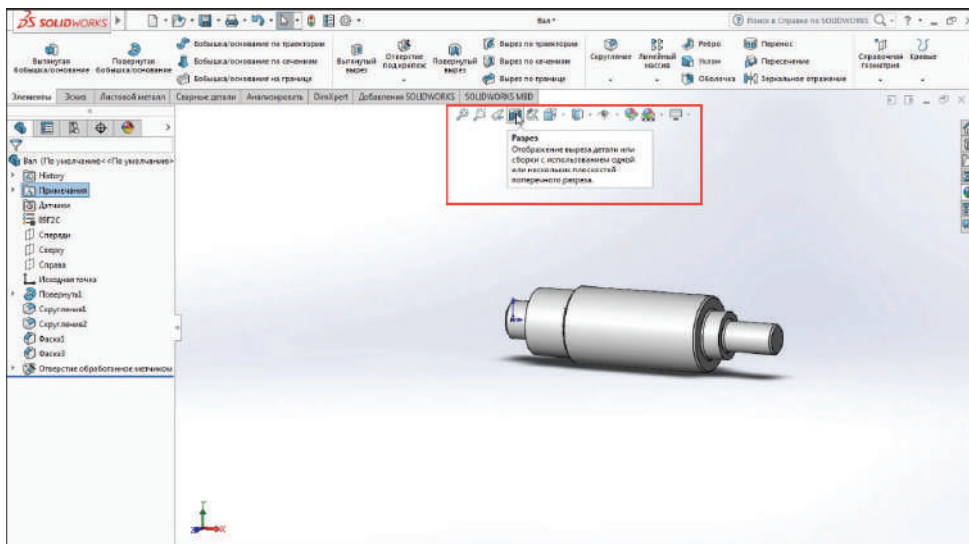 SOLIDWORKS
Вал *
Поиск в Справке по SOLIDWORKS
Вытянутая бобышка/основание
Повернутая бобышка/основание
Бобышка/основание по траектории
Бобышка/основание по сечениям
Бобышка/основание на границе
Вытянутый вырез
Отверстие под крепеж
Повернутый вырез
Вырез по траектории
Вырез по сечениям
Вырез по границе
Скругление
Линейный массив
Ребро
Уклон
Оболочка
Перенос
Пересечение
Зеркальное отражение
Справочная геометрия
Кривые
Элементы
Эскиз
Листовой металл
Сварные детали
Анализировать
DimXpert
Добавления SOLIDWORKS
SOLIDWORKS MBD
Разрез
Отображение выреза детали или
сборки с использованием одной
или нескольких плоскостей
поперечного разреза.
Вал (По умолчанию<<По умолчанию>
History
Примечания
Датчики
Спереди
Сверху
Справа
Исходная точка
Повернуть1
Скругление1
Скругление2
Фаска1
Фаска3
Отверстие обработанное метчиком